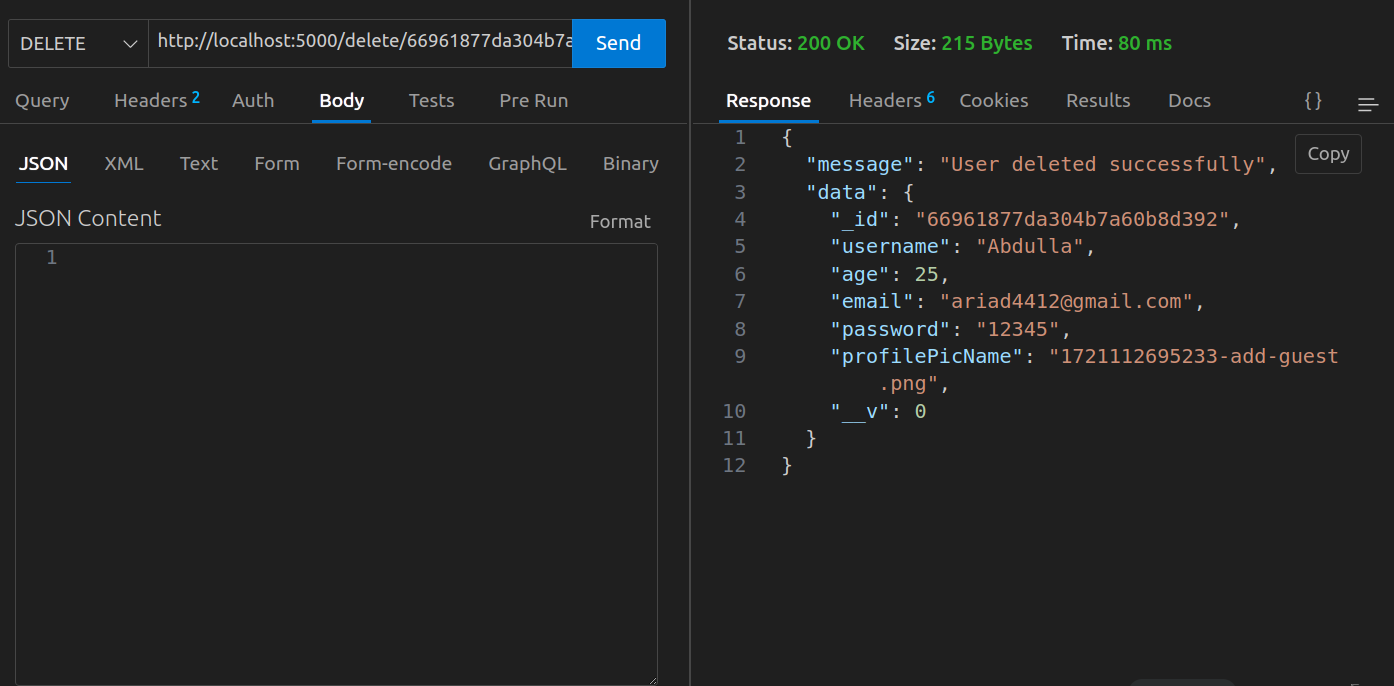 DELETE http://localhost:5000/delete/66961877da304b7a Send
Query Headers 2 Auth Body Tests Pre Run
JSON XML Text Form Form-encode GraphQL Binary
JSON Content Format
1
Status: 200 OK Size: 215 Bytes Time: 80 ms
Response Headers 6 Cookies Results Docs {}
Copy
1 {
2 "message": "User deleted successfully",
3 "data": {
4 "_id": "66961877da304b7a60b8d392",
5 "username": "Abdulla",
6 "age": 25,
7 "email": "ariad4412@gmail.com",
8 "password": "12345",
9 "profilePicName": "1721112695233-add-guest
.png",
10 "__v": 0
11 }
12 }